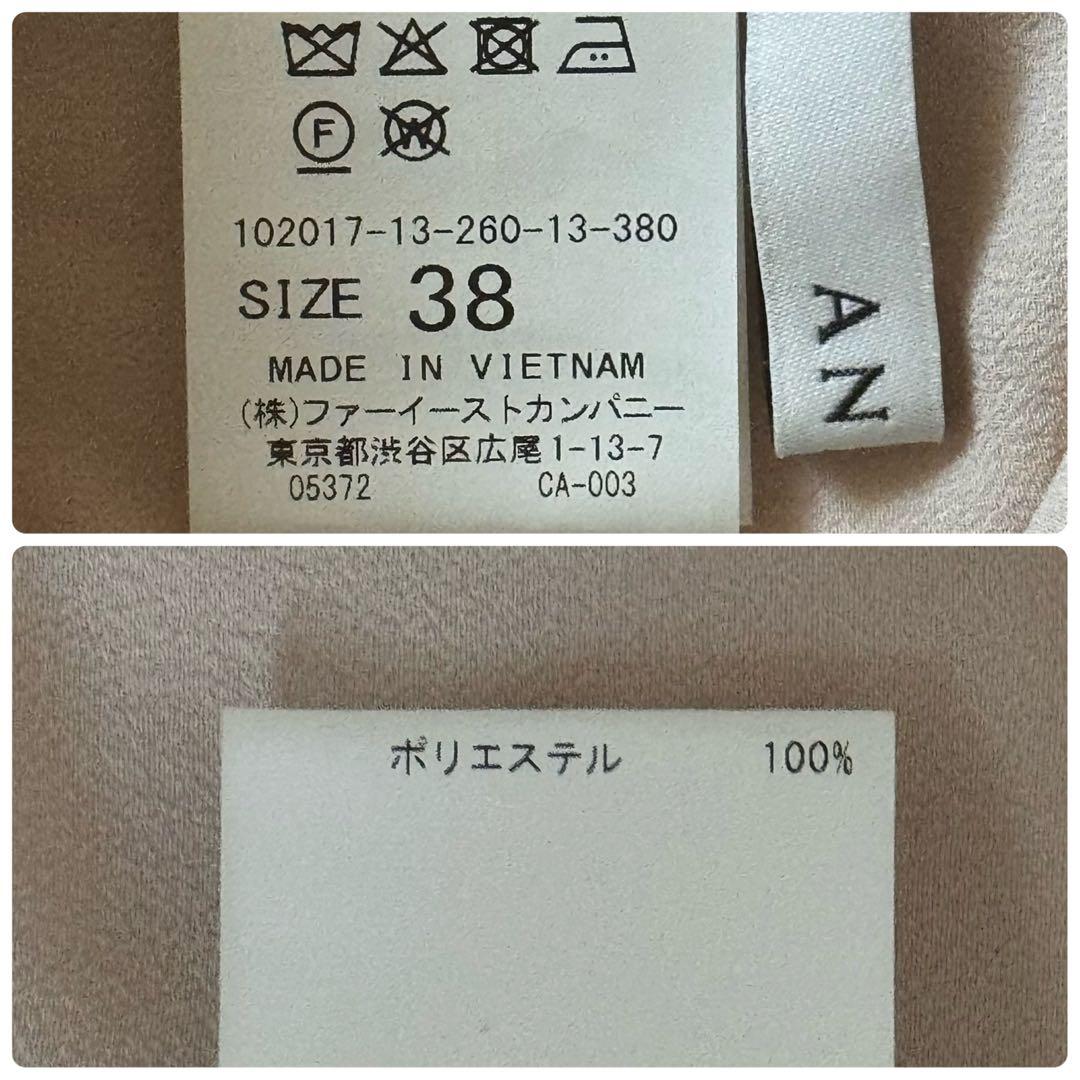 F
W
102017-13-260-13-380
SIZE 38
MADE IN VIETNAM
(株)ファーイーストカンパニー
東京都渋谷区広尾1-13-7
05372 CA-003
AN
ポリエステル 100%